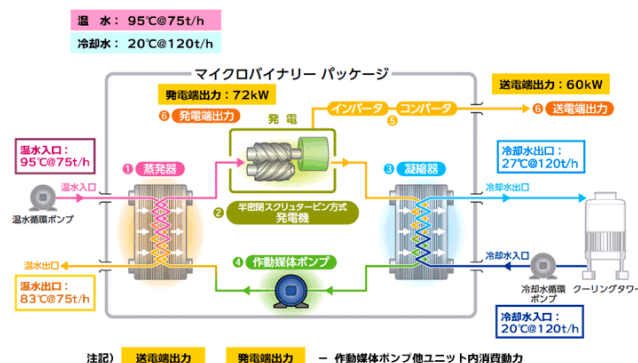 温 水：95℃@75t/h
冷却水：20℃@120t/h
マイクロバイナリー パッケージ
発電端出力：72kW
⑥ 発電端出力
発 電
インバータ
コンバータ
⑤
送電端出力：60kW
⑥ 送電端出力
温水入口：
95℃@75t/h
① 蒸発器
③ 凝縮器
冷却水出口：
27℃@120t/h
温水入口
冷却水出口
温水循環ポンプ
② 半密閉スクリュタービン方式
発電機
温水出口
④ 作動媒体ポンプ
冷却水入口
温水出口：
83℃@75t/h
冷却水循環
ポンプ
クーリングタワー
冷却水入口：
20℃@120t/h
注記） 送電端出力 発電端出力 － 作動媒体ポンプ他ユニット内消費動力